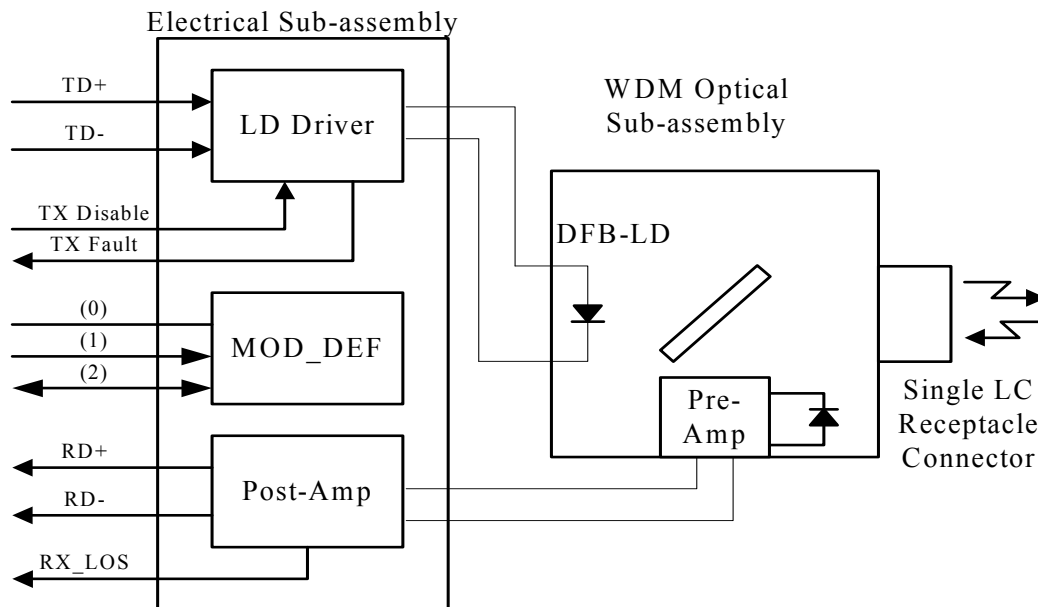 Electrical Sub-assembly
TD+
TD-
TX Disable
TX Fault
LD Driver
(0)
(1)
(2)
MOD_DEF
RD+
RD-
RX_LOS
Post-Amp
WDM Optical
Sub-assembly
DFB-LD
Pre-
Amp
Single LC
Receptacle
Connector